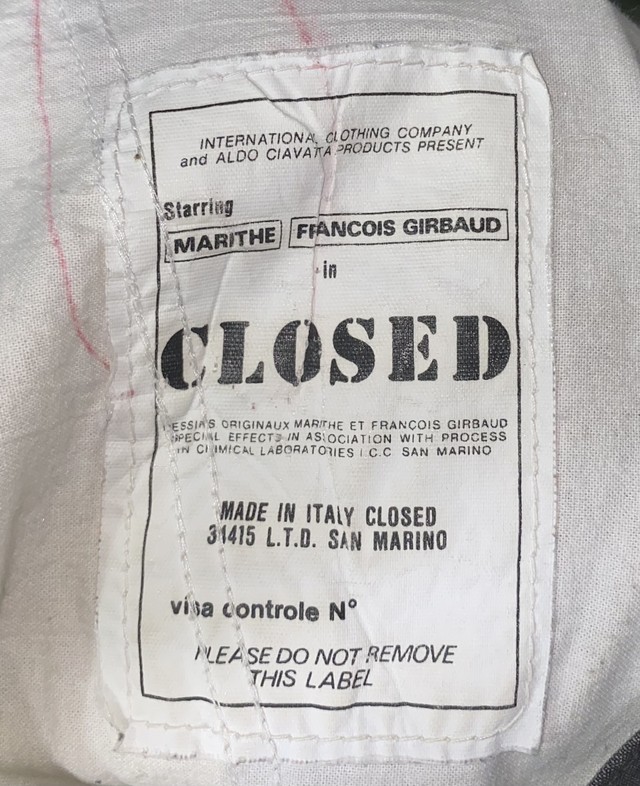 INTERNATIONAL CLOTHING COMPANY
and ALDO CIAVATTA PRODUCTS PRESENT
Starring
MARITHE FRANCOIS GIRBAUD
in
CLOSED
DESSINS ORIGINAUX MARITHE ET FRANÇOIS GIRBAUD
SPECIAL EFFECTS IN ASSOCIATION WITH PROCESS
IN CHIMICAL LABORATORIES I.C.C SAN MARINO
MADE IN ITALY CLOSED
31415 L.T.D. SAN MARINO
visa controle N°
PLEASE DO NOT REMOVE
THIS LABEL